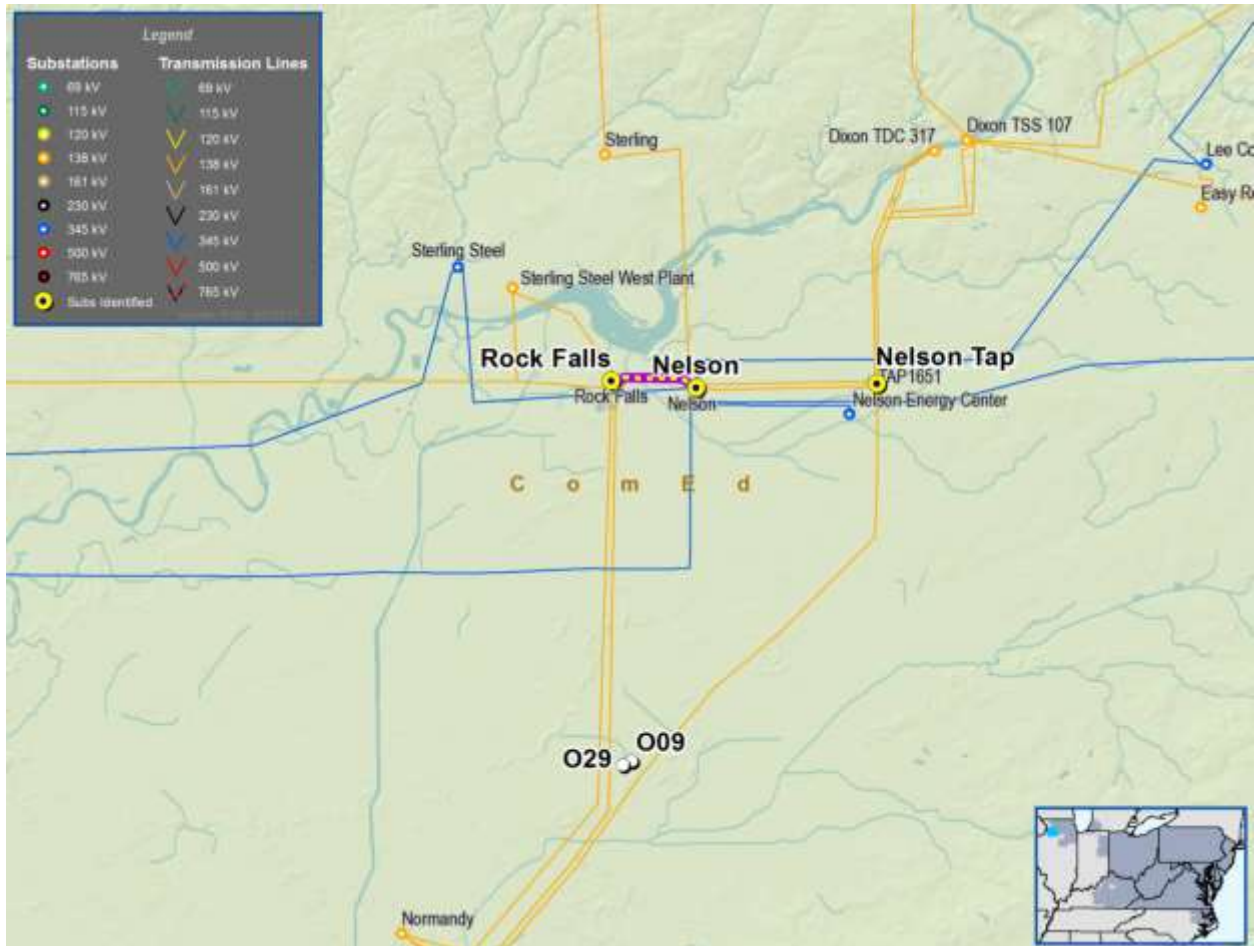 Legend
Substations
Transmission Lines
69 kV
69 kV
115 kV
115 kV
120 kV
120 kV
138 kV
138 kV
161 kV
161 kV
230 kV
230 kV
345 kV
345 kV
500 kV
500 kV
765 kV
765 kV
Subs Identified
Sterling
Dixon TDC 317
Dixon TSS 107
Lee Co
Sterling Steel
Sterling Steel West Plant
Rock Falls
Nelson
Nelson Tap
TAP1651
Rock Falls
Nelson
Nelson Energy Center
C o m E d
O29
O09
Normandy